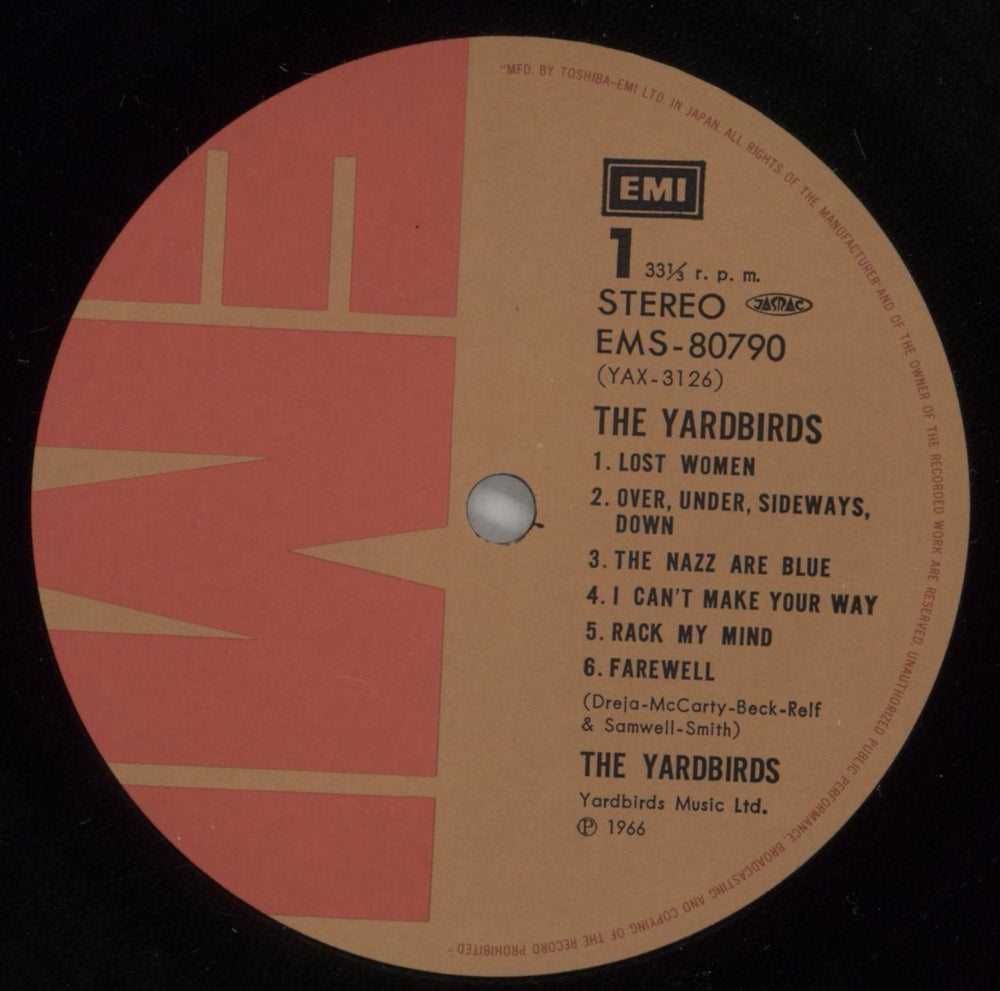 "MFD. BY TOSHIBA-EMI LTD. IN JAPAN. ALL RIGHTS OF THE MANUFACTURER AND OF THE OWNER OF THE RECORDED WORK ARE RESERVED. UNAUTHORIZED PUBLIC PERFORMANCE, BROADCASTING AND COPYING OF THE RECORD PROHIBITED."
EMI
EMI
1 33⅓ r. p. m.
STEREO JASRAC
EMS-80790
(YAX-3126)
THE YARDBIRDS
1. LOST WOMEN
2. OVER, UNDER, SIDEWAYS,
DOWN
3. THE NAZZ ARE BLUE
4. I CAN'T MAKE YOUR WAY
5. RACK MY MIND
6. FAREWELL
(Dreja-McCarty-Beck-Relf
& Samwell-Smith)
THE YARDBIRDS
Yardbirds Music Ltd.
Ⓟ 1966